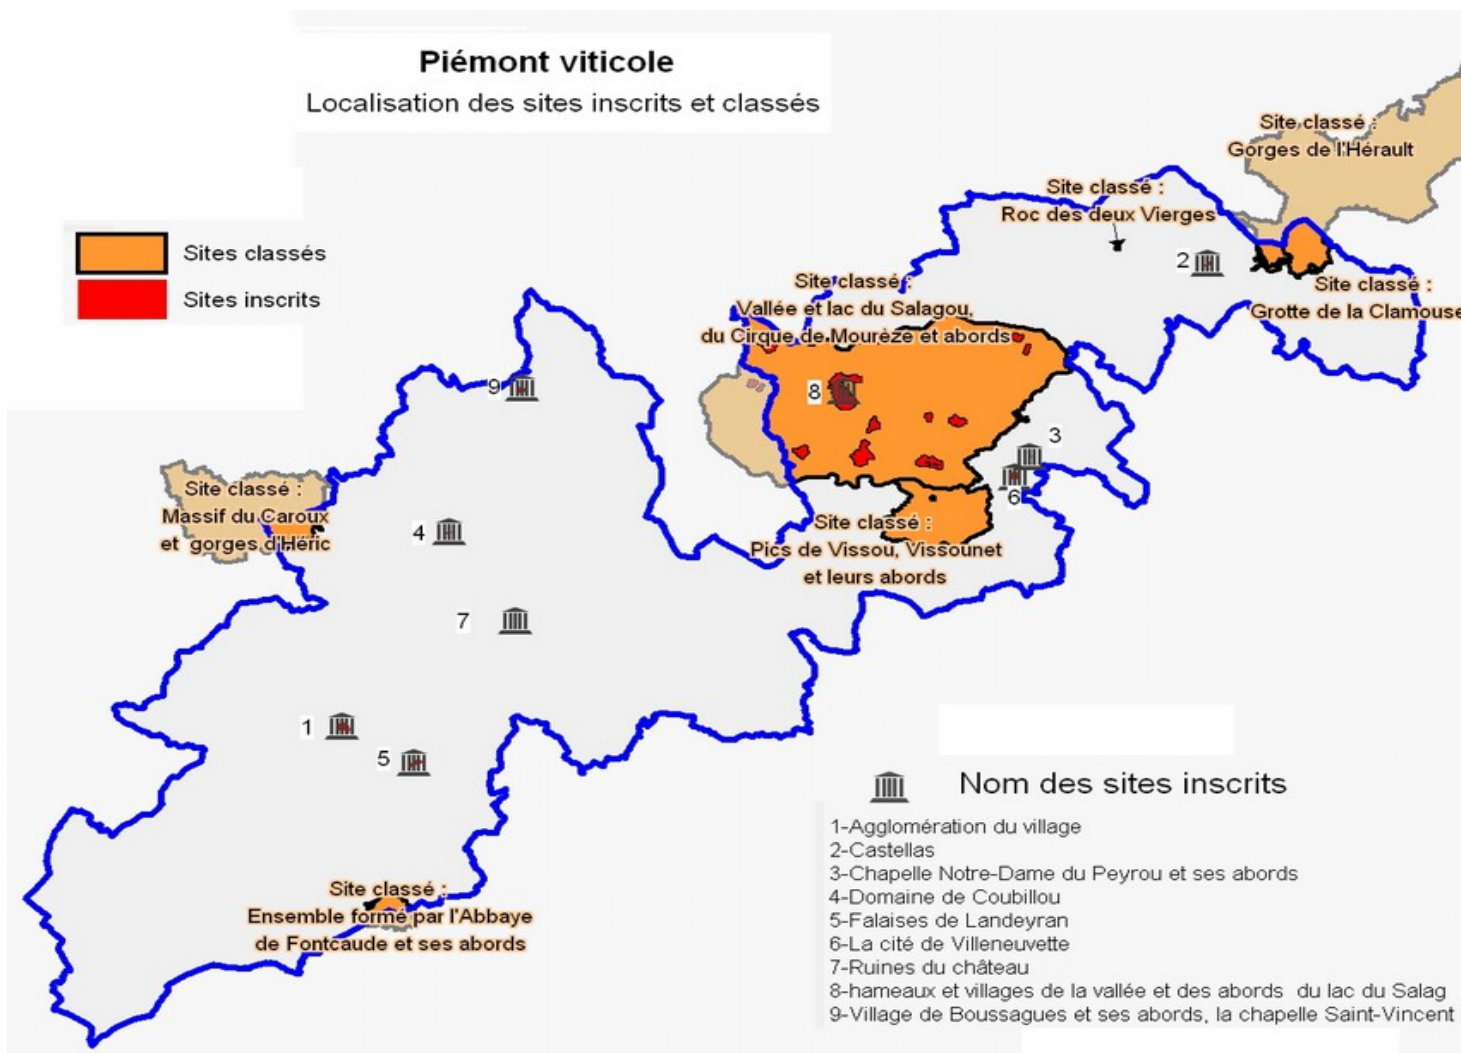 Piémont viticole
Localisation des sites inscrits et classés
Sites classés
Sites inscrits
Site classé :
Gorges de l'Hérault
Site classé :
Roc des deux Vierges
2
Site classé :
Grotte de la Clamouse
Site classé :
Vallée et lac du Salagou,
du Cirque de Mourèze et abords
9
8
3
6
Site classé :
Massif du Caroux
et gorges d'Héric
4
Site classé :
Pics de Vissou, Vissounet
et leurs abords
7
1
5
Site classé :
Ensemble formé par l'Abbaye
de Fontcaude et ses abords
Nom des sites inscrits
1-Agglomération du village
2-Castellas
3-Chapelle Notre-Dame du Peyrou et ses abords
4-Domaine de Coubillou
5-Falaises de Landeyran
6-La cité de Villeneuvette
7-Ruines du château
8-hameaux et villages de la vallée et des abords du lac du Salag
9-Village de Boussagues et ses abords, la chapelle Saint-Vincent